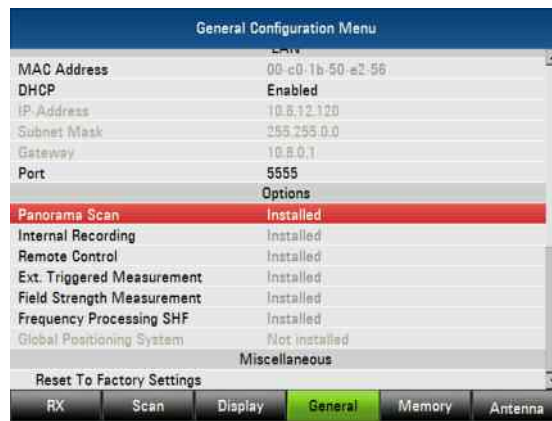 General Configuration Menu
LAN
MAC Address 00-c0-1b-50-e2-56
DHCP Enabled
IP-Address 10.8.12.120
Subnet Mask 255.255.0.0
Gateway 10.8.0.1
Port 5555
Options
Panorama Scan Installed
Internal Recording Installed
Remote Control Installed
Ext. Triggered Measurement Installed
Field Strength Measurement Installed
Frequency Processing SHF Installed
Global Positioning System Not installed
Miscellaneous
Reset To Factory Settings
RX Scan Display General Memory Antenna